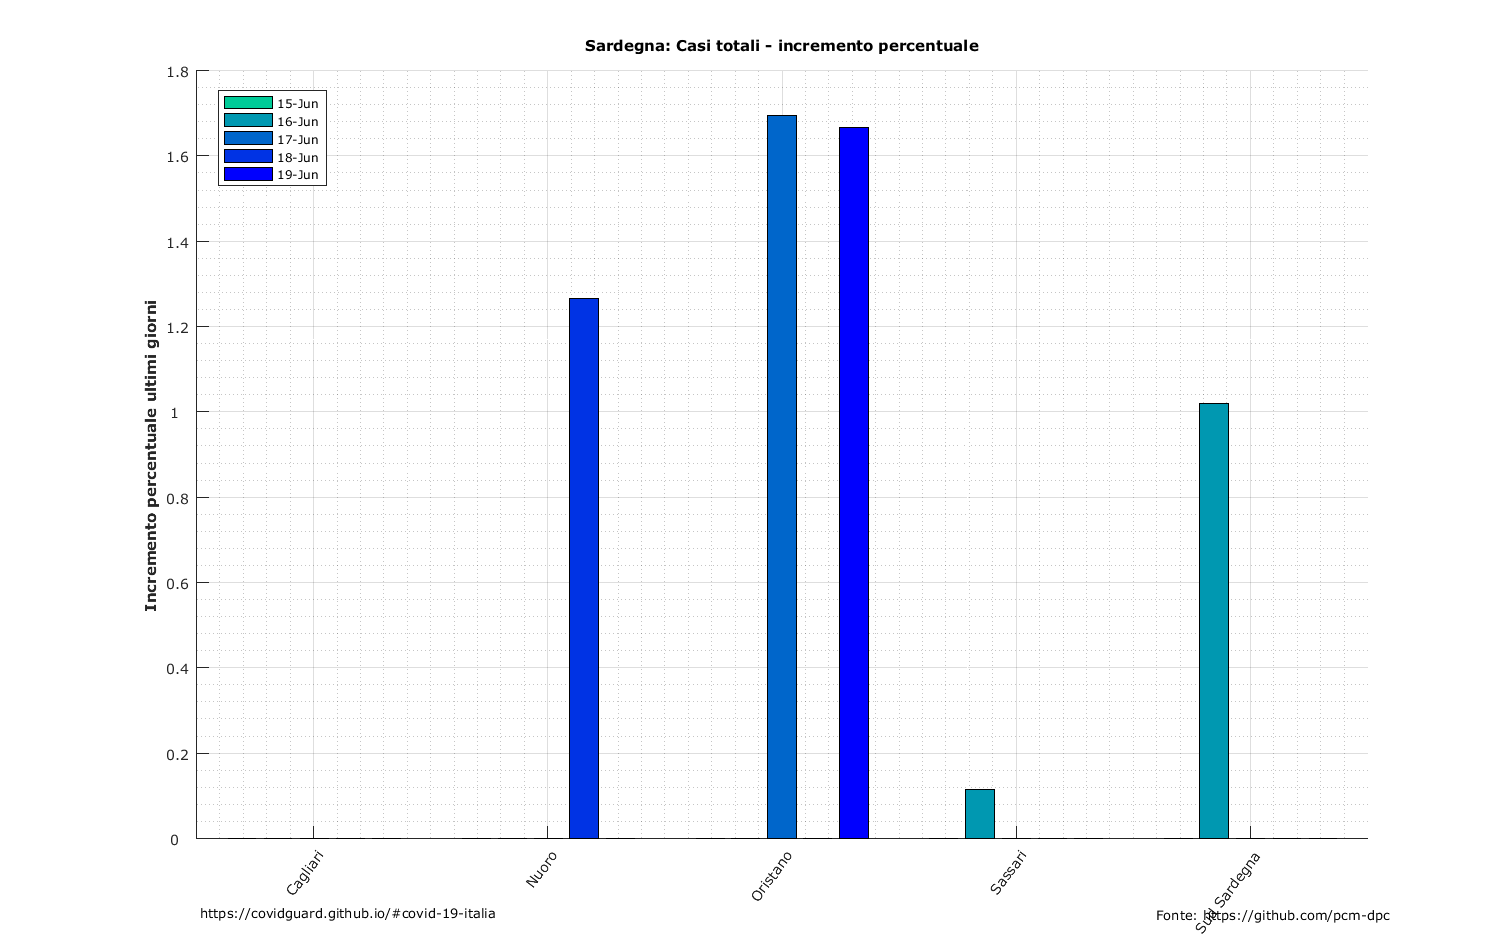 Sardegna: Casi totali - incremento percentuale
1.8
1.6
1.4
1.2
1
0.8
0.6
0.4
0.2
0
Incremento percentuale ultimi giorni
15-Jun
16-Jun
17-Jun
18-Jun
19-Jun
Cagliari
Nuoro
Oristano
Sassari
Sud Sardegna
https://covidguard.github.io/#covid-19-italia
Fonte: https://github.com/pcm-dpc